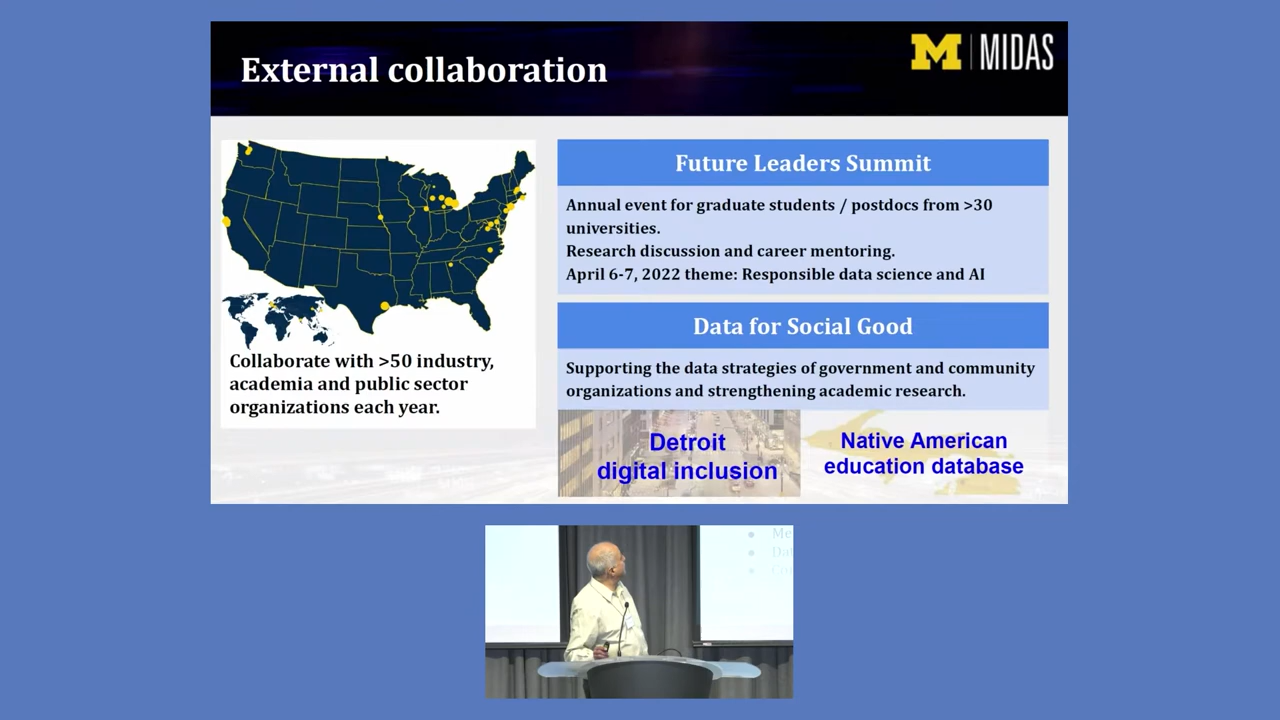 External collaboration
M | MIDAS
Collaborate with >50 industry,
academia and public sector
organizations each year.
Future Leaders Summit
Annual event for graduate students / postdocs from >30
universities.
Research discussion and career mentoring.
April 6-7, 2022 theme: Responsible data science and AI
Data for Social Good
Supporting the data strategies of government and community
organizations and strengthening academic research.
Detroit
digital inclusion
Native American
education database